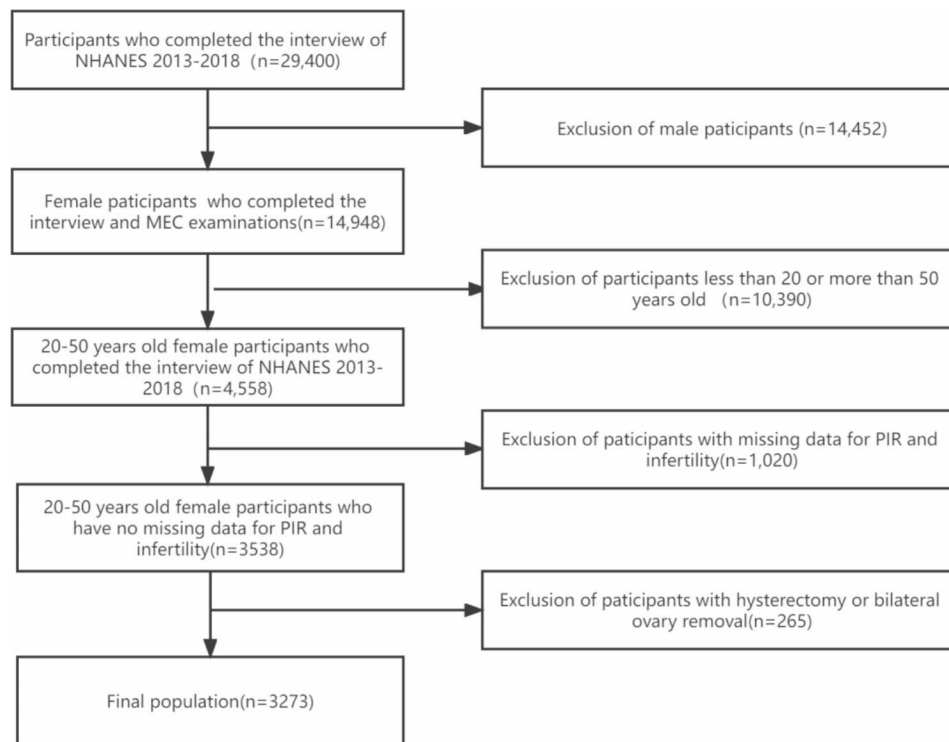 Participants who completed the interview of
NHANES 2013-2018（n=29,400)
Exclusion of male paticipants (n=14,452)
Female paticipants who completed the
interview and MEC examinations(n=14,948)
Exclusion of participants less than 20 or more than 50
years old （n=10,390)
20-50 years old female participants who
completed the interview of NHANES 2013-
2018（n=4,558)
Exclusion of paticipants with missing data for PIR and
infertility(n=1,020)
20-50 years old female participants who
have no missing data for PIR and
infertility(n=3538)
Exclusion of paticipants with hysterectomy or bilateral
ovary removal(n=265)
Final population(n=3273)